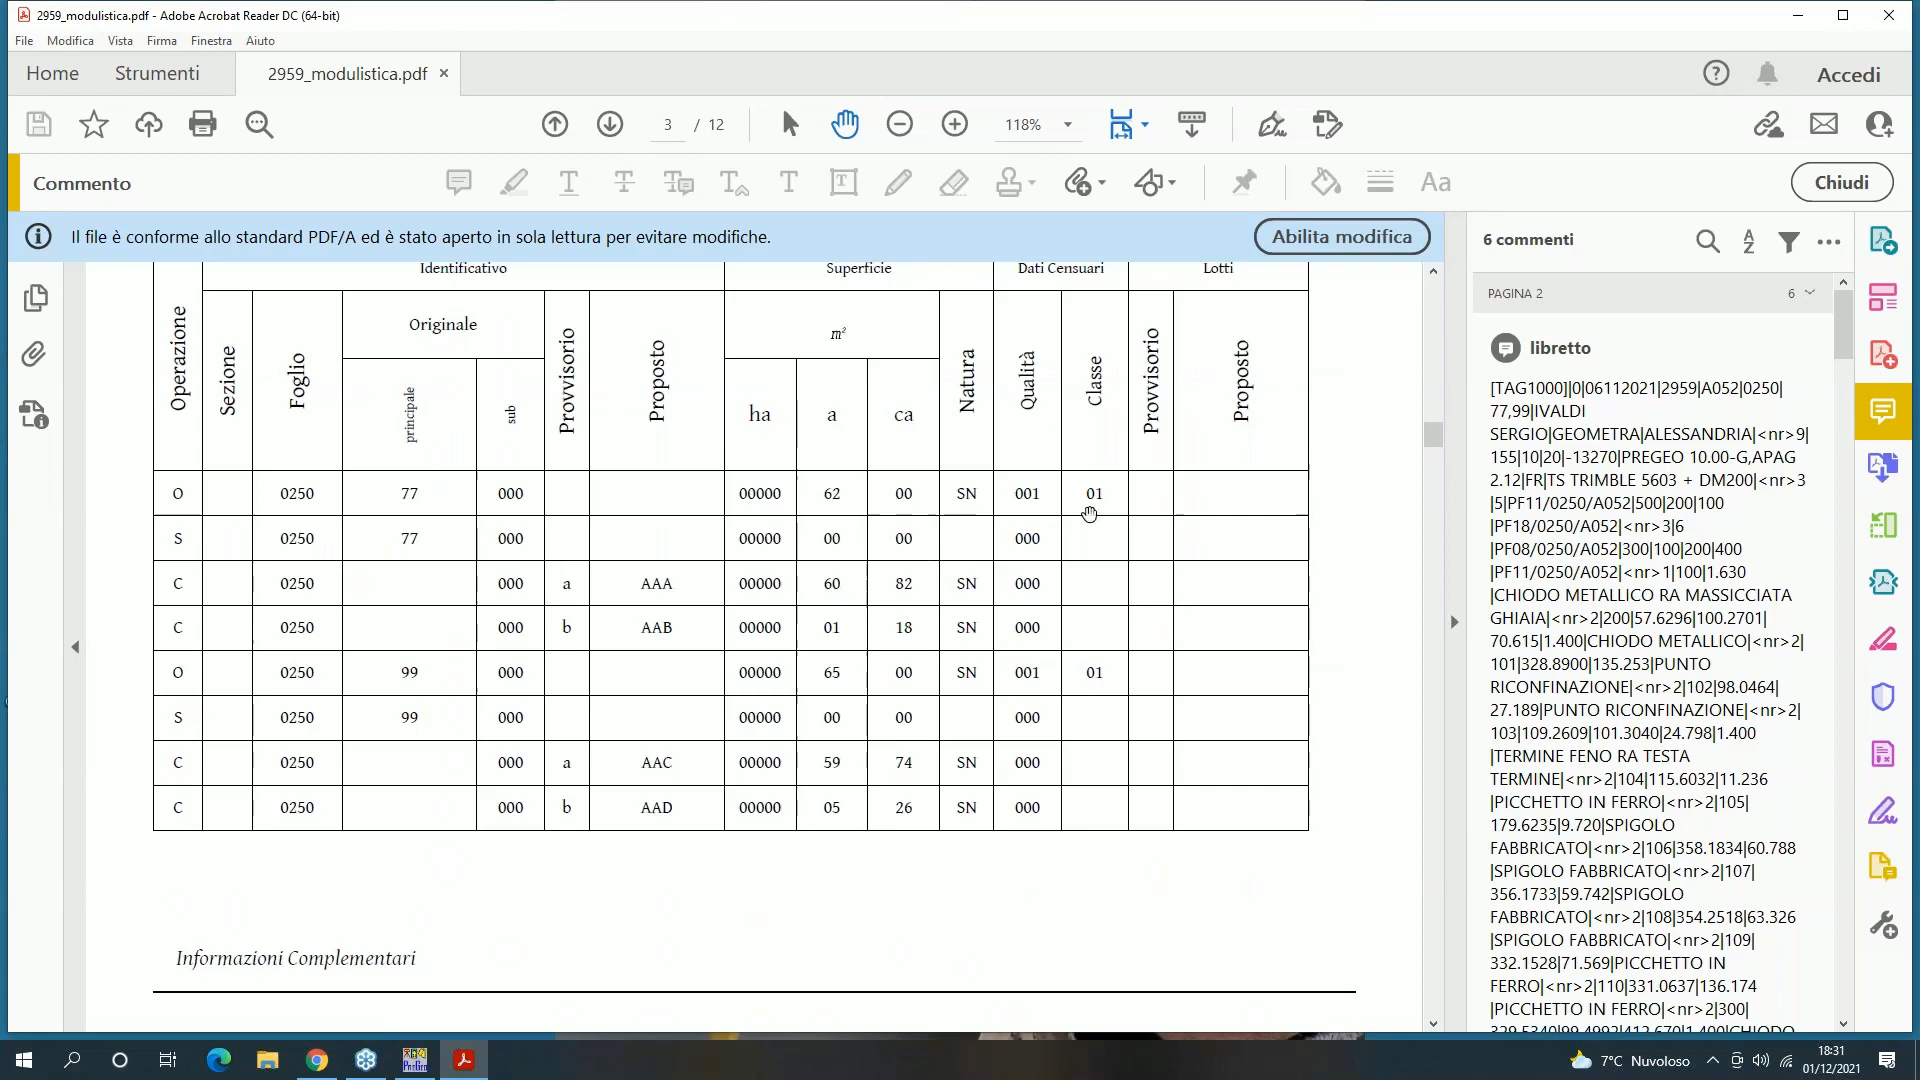 2959_modulistica.pdf - Adobe Acrobat Reader DC (64-bit)
File Modifica Vista Firma Finestra Aiuto
Home Strumenti 2959_modulistica.pdf × Accedi
3 / 12 118%
Commento Chiudi
Il file è conforme allo standard PDF/A ed è stato aperto in sola lettura per evitare modifiche. Abilita modifica
Identificativo Superficie Dati Censuari Lotti
Operazione Sezione Foglio Originale Provvisorio Proposto m² Natura Qualità Classe Provvisorio Proposto
principale sub ha a ca
O 0250 77 000 00000 62 00 SN 001 01
S 0250 77 000 00000 00 00 000
C 0250 000 a AAA 00000 60 82 SN 000
C 0250 000 b AAB 00000 01 18 SN 000
O 0250 99 000 00000 65 00 SN 001 01
S 0250 99 000 00000 00 00 000
C 0250 000 a AAC 00000 59 74 SN 000
C 0250 000 b AAD 00000 05 26 SN 000
Informazioni Complementari
6 commenti
PAGINA 2 6
libretto
[TAG1000]|0|06112021|2959|A052|0250|
77,99|IVALDI
SERGIO|GEOMETRA|ALESSANDRIA|<nr>9|
155|10|20|-13270|PREGEO 10.00-G,APAG
2.12|FR|TS TRIMBLE 5603 + DM200|<nr>3
|5|PF11/0250/A052|500|200|100
|PF18/0250/A052|<nr>3|6
|PF08/0250/A052|300|100|200|400
|PF11/0250/A052|<nr>1|100|1.630
|CHIODO METALLICO RA MASSICCIATA
GHIAIA|<nr>2|200|57.6296|100.2701|
70.615|1.400|CHIODO METALLICO|<nr>2|
101|328.8900|135.253|PUNTO
RICONFINAZIONE|<nr>2|102|98.0464|
27.189|PUNTO RICONFINAZIONE|<nr>2|
103|109.2609|101.3040|24.798|1.400
|TERMINE FENO RA TESTA
TERMINE|<nr>2|104|115.6032|11.236
|PICCHETTO IN FERRO|<nr>2|105|
179.6235|9.720|SPIGOLO
FABBRICATO|<nr>2|106|358.1834|60.788
|SPIGOLO FABBRICATO|<nr>2|107|
356.1733|59.742|SPIGOLO
FABBRICATO|<nr>2|108|354.2518|63.326
|SPIGOLO FABBRICATO|<nr>2|109|
332.1528|71.569|PICCHETTO IN
FERRO|<nr>2|110|331.0637|136.174
|PICCHETTO IN FERRO|<nr>2|300|
329.5340|99.4992|412.670|1.400|CHIODO
7°C Nuvoloso
18:31
01/12/2021